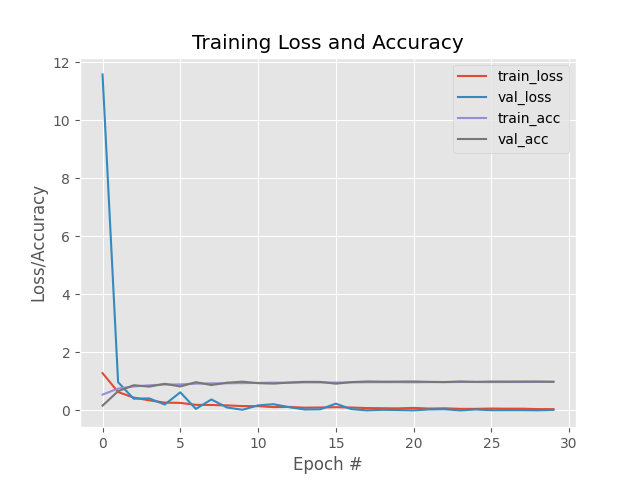 Training Loss and Accuracy
train_loss
val_loss
train_acc
val_acc
Loss/Accuracy
12
10
8
6
4
2
0
0 5 10 15 20 25 30
Epoch #